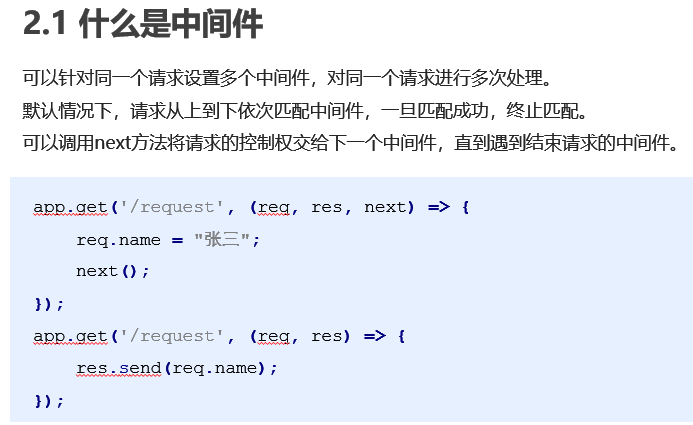 2.1 什么是中间件
可以针对同一个请求设置多个中间件，对同一个请求进行多次处理。
默认情况下，请求从上到下依次匹配中间件，一旦匹配成功，终止匹配。
可以调用next方法将请求的控制权交给下一个中间件，直到遇到结束请求的中间件。
app.get('/request', (req, res, next) => {
    req.name = "张三";
    next();
});
app.get('/request', (req, res) => {
    res.send(req.name);
});